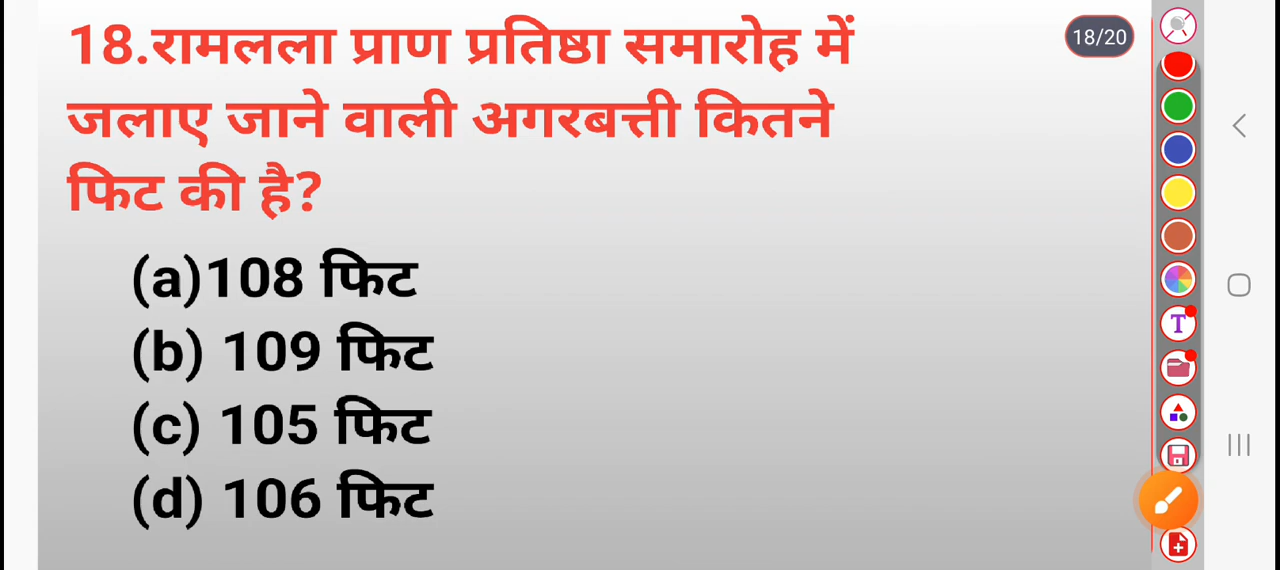 18.रामलला प्राण प्रतिष्ठा समारोह में
18/20
जलाए जाने वाली अगरबत्ती कितने
फिट की है?
(a)108 फिट
(b) 109 फिट
(c) 105 फिट
(d) 106 फिट
T